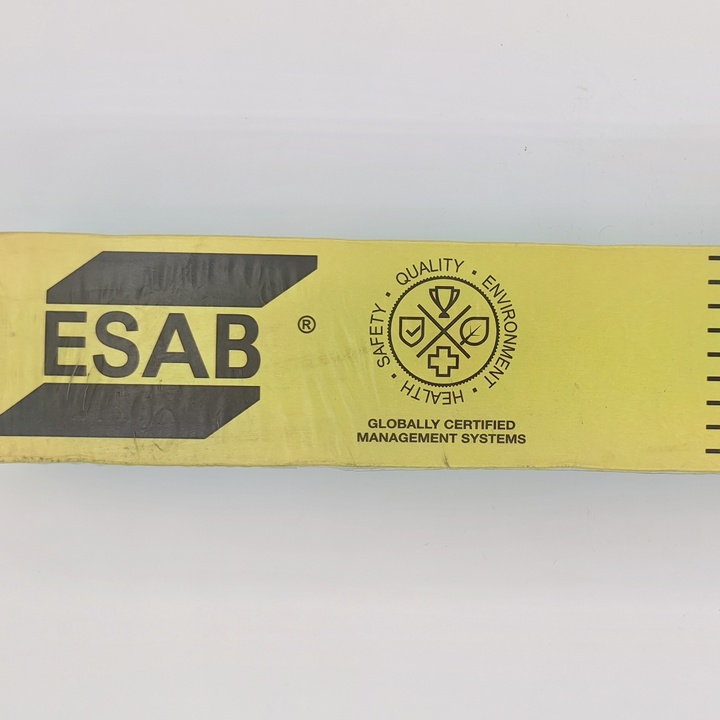 ESAB ®
SAFETY • QUALITY • ENVIRONMENT • HEALTH •
GLOBALLY CERTIFIED
MANAGEMENT SYSTEMS